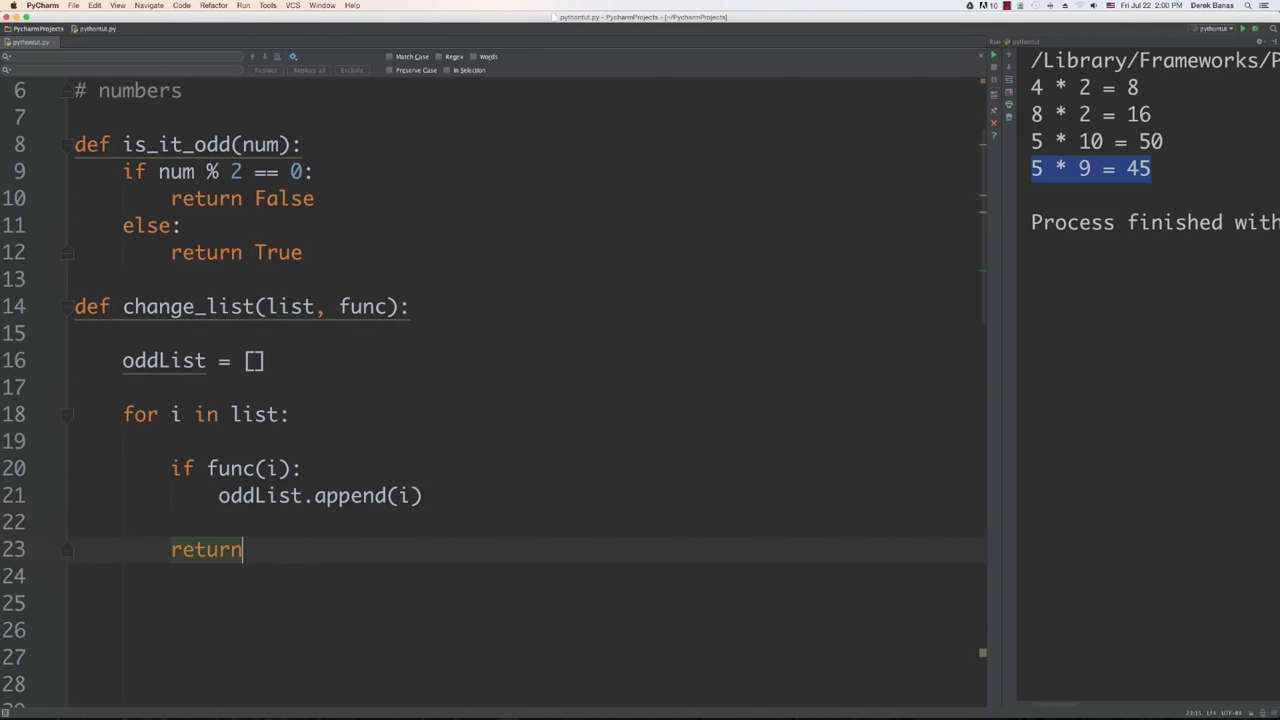 PyCharm File Edit View Navigate Code Refactor Run Tools VCS Window Help
10 Fri Jul 22 2:00 PM Derek Banas
pythontut.py - PycharmProjects - [~/PycharmProjects]
PycharmProjects pythontut.py
pythontut
pythontut.py
Run pythontut
Match Case Regex Words
Replace Replace all Exclude Preserve Case In Selection
6 # numbers
7
8 def is_it_odd(num):
9 if num % 2 == 0:
10 return False
11 else:
12 return True
13
14 def change_list(list, func):
15
16 oddList = []
17
18 for i in list:
19
20 if func(i):
21 oddList.append(i)
22
23 return
24
25
26
27
28
/Library/Frameworks/P
4 * 2 = 8
8 * 2 = 16
5 * 10 = 50
5 * 9 = 45
Process finished with
23:15 LF≑ UTF-8≑